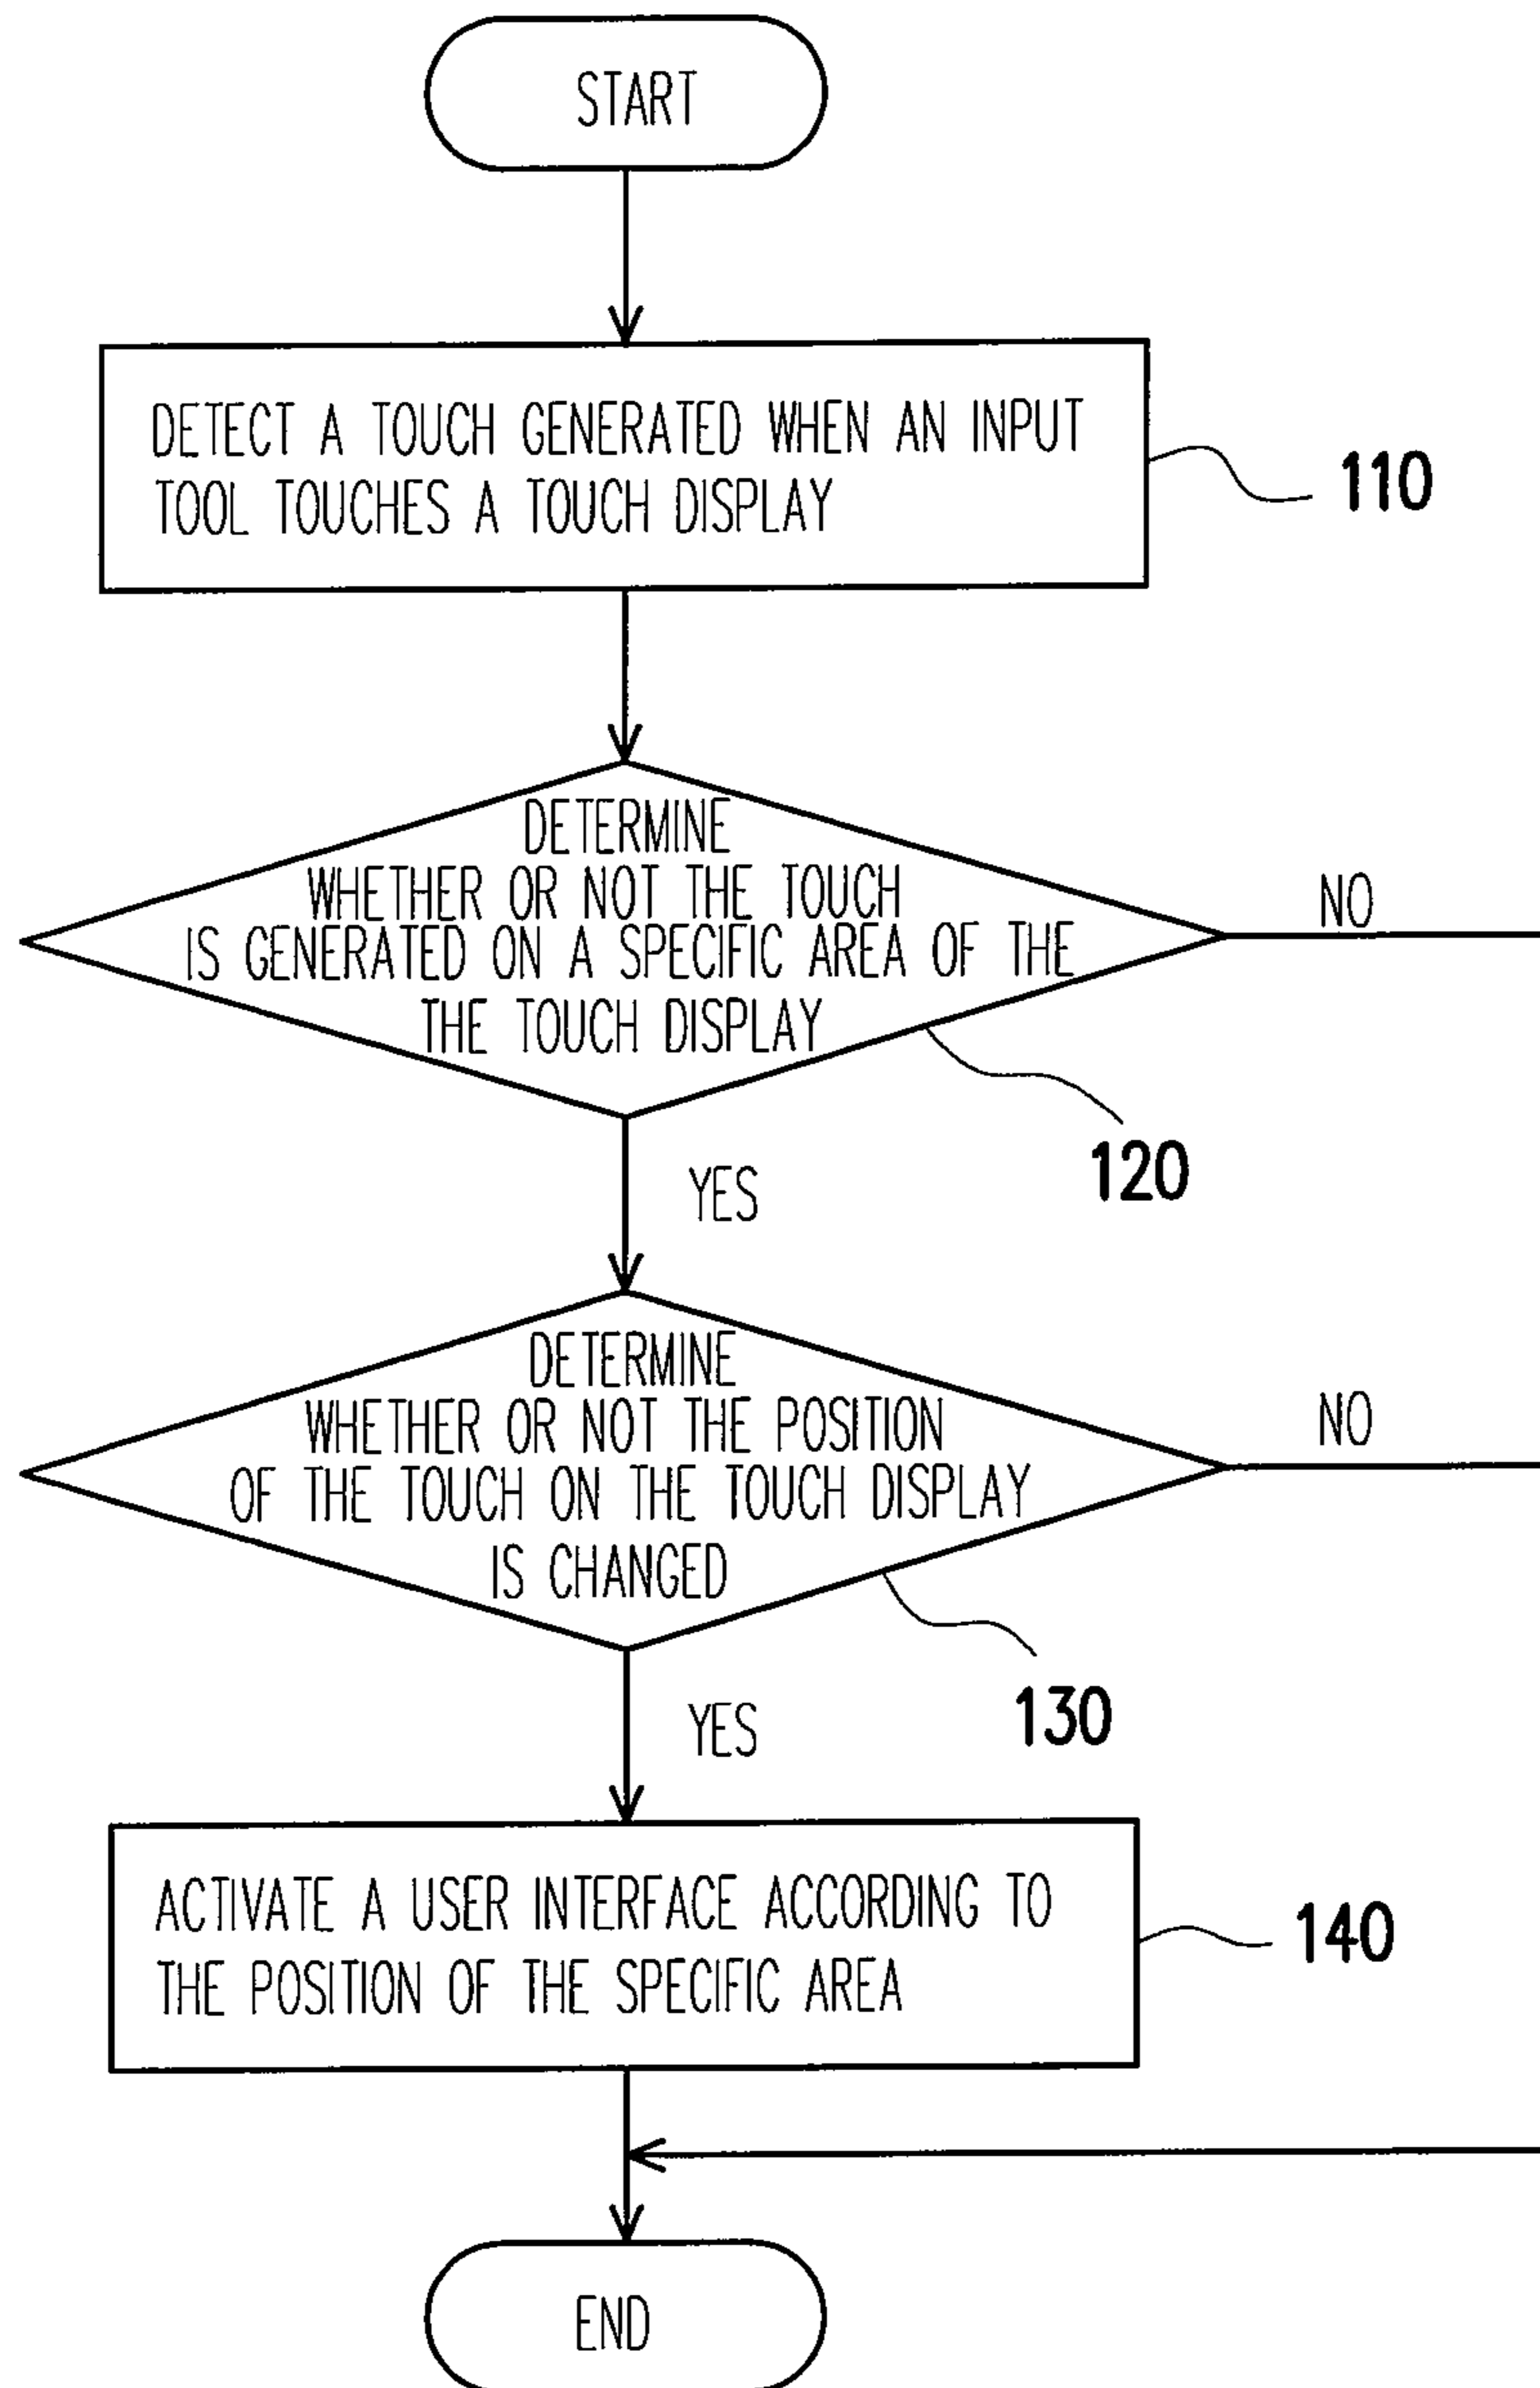 START
DETECT A TOUCH GENERATED WHEN AN INPUT
TOOL TOUCHES A TOUCH DISPLAY
110
DETERMINE
WHETHER OR NOT THE TOUCH
IS GENERATED ON A SPECIFIC AREA OF THE
THE TOUCH DISPLAY
NO
120
YES
DETERMINE
WHETHER OR NOT THE POSITION
OF THE TOUCH ON THE TOUCH DISPLAY
IS CHANGED
NO
130
YES
ACTIVATE A USER INTERFACE ACCORDING TO
THE POSITION OF THE SPECIFIC AREA
140
END